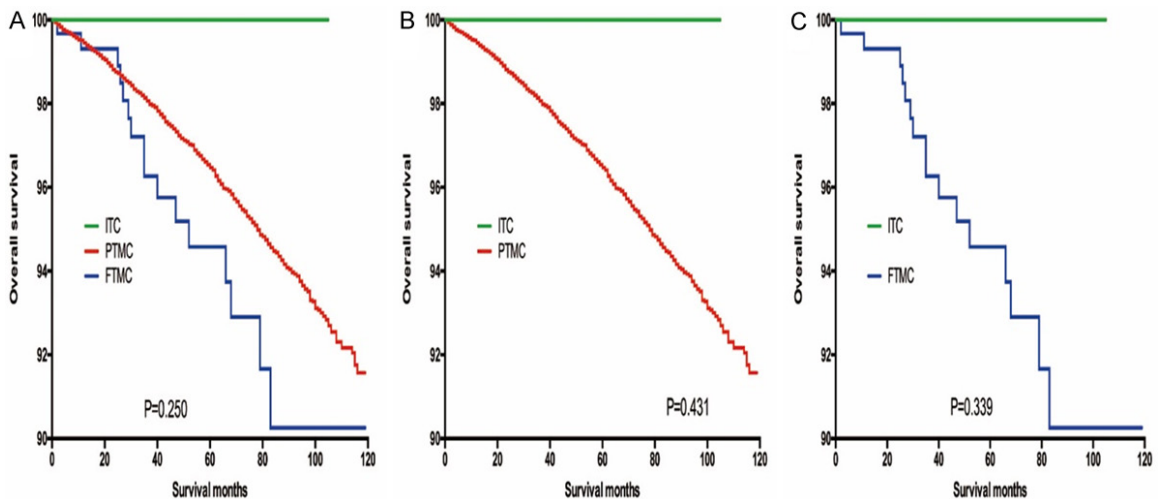 A
100
98
96
94
92
90
Overall survival
ITC
PTMC
FTMC
P=0.250
0 20 40 60 80 100 120
Survival months
B
100
98
96
94
92
90
Overall survival
ITC
PTMC
P=0.431
0 20 40 60 80 100 120
Survival months
C
100
98
96
94
92
90
Overall survival
ITC
FTMC
P=0.339
0 20 40 60 80 100 120
Survival months